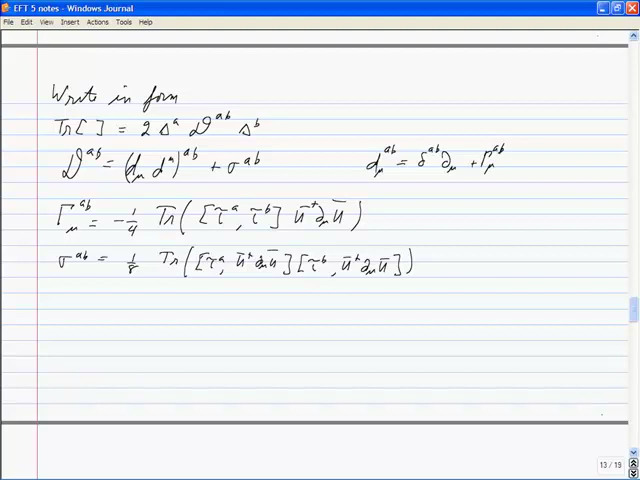 EFT 5 notes - Windows Journal
File Edit View Insert Actions Tools Help
Write in form
Tr[ ] = 2 Δ^a 𝒟^{ab} Δ^b
𝒟^{ab} = (d_μ d^μ)^{ab} + σ^{ab}    d_μ^{ab} = δ^{ab} ∂_μ + Γ_μ^{ab}
Γ_μ^{ab} = -1/4 Tr([τ^a, τ^b] ū^+ ∂_μ ū)
σ^{ab} = 1/8 Tr([τ^a, ū^+ ∂_μ ū][τ^b, ū^+ ∂_μ ū])
13 / 19